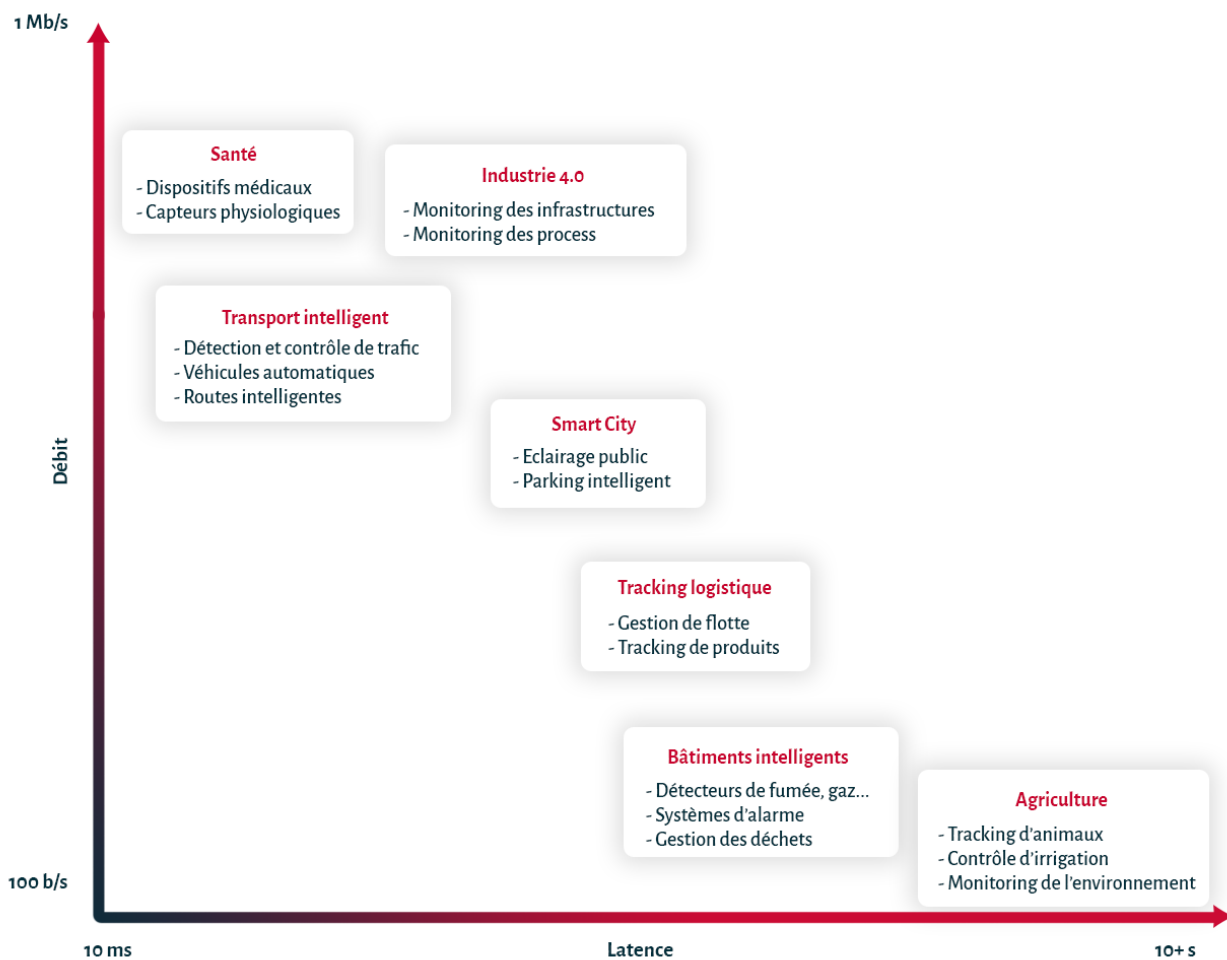 1 Mb/s
Santé
- Dispositifs médicaux
- Capteurs physiologiques
Industrie 4.0
- Monitoring des infrastructures
- Monitoring des process
Transport intelligent
- Détection et contrôle de trafic
- Véhicules automatiques
- Routes intelligentes
Smart City
- Eclairage public
- Parking intelligent
Débit
Tracking logistique
- Gestion de flotte
- Tracking de produits
Bâtiments intelligents
- Détecteurs de fumée, gaz...
- Systèmes d'alarme
- Gestion des déchets
Agriculture
- Tracking d'animaux
- Contrôle d'irrigation
- Monitoring de l'environnement
100 b/s
10 ms
Latence
10+ s